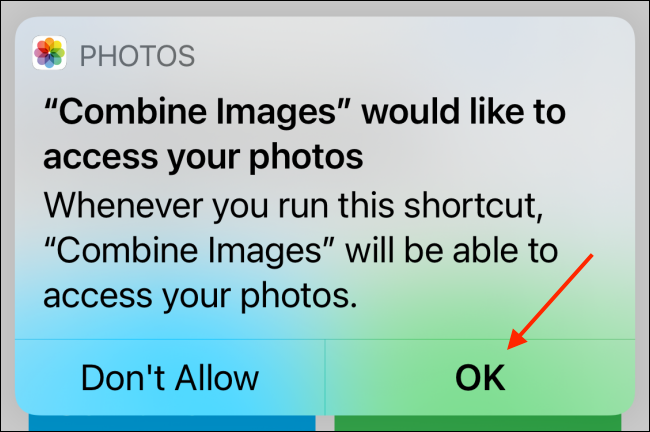 PHOTOS
“Combine Images” would like to
access your photos
Whenever you run this shortcut,
“Combine Images” will be able to
access your photos.
Don't Allow
OK